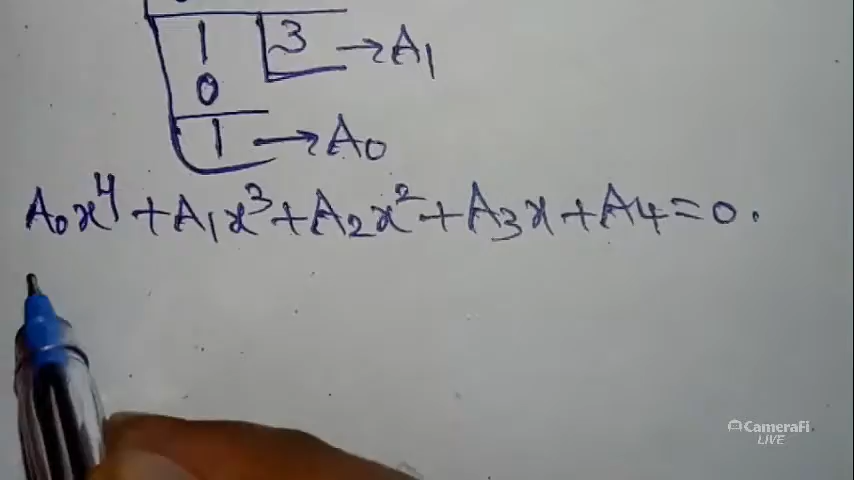 1 3 → A₁
0
1 → A₀
A₀x⁴ + A₁x³ + A₂x² + A₃x + A₄ = 0.
CameraFi
LIVE